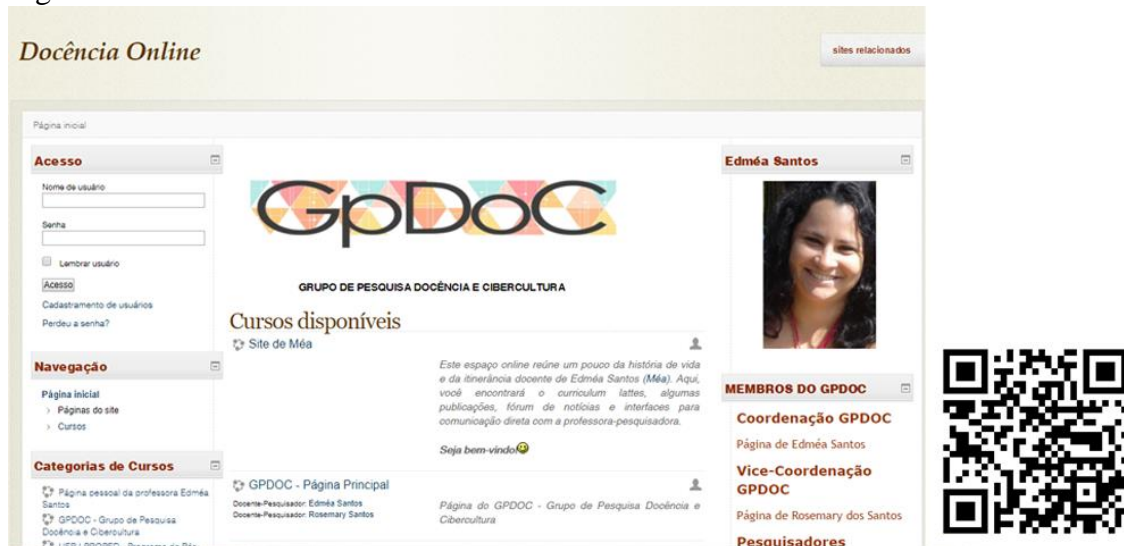 Docência Online
sites relacionados
Página inicial
Acesso
Nome de usuário
Senha
Lembrar usuário
Acesso
Cadastramento de usuários
Perdeu a senha?
Navegação
Página inicial
Páginas do site
Cursos
Categorias de Cursos
Página pessoal da professora Edméa
Santos
GPDOC - Grupo de Pesquisa
Docência e Cibercultura
GpDoC
GRUPO DE PESQUISA DOCÊNCIA E CIBERCULTURA
Cursos disponíveis
Site de Méa
Este espaço online reúne um pouco da história de vida
e da itinerância docente de Edméa Santos (Méa). Aqui,
você encontrará o curriculum lattes, algumas
publicações, fórum de notícias e interfaces para
comunicação direta com a professora-pesquisadora.
Seja bem-vindo!
GPDOC - Página Principal
Docente-Pesquisador: Edméa Santos
Docente-Pesquisador: Rosemary Santos
Página do GPDOC - Grupo de Pesquisa Docência e
Cibercultura
Edméa Santos
MEMBROS DO GPDOC
Coordenação GPDOC
Página de Edméa Santos
Vice-Coordenação
GPDOC
Página de Rosemary dos Santos
Pesquisadores